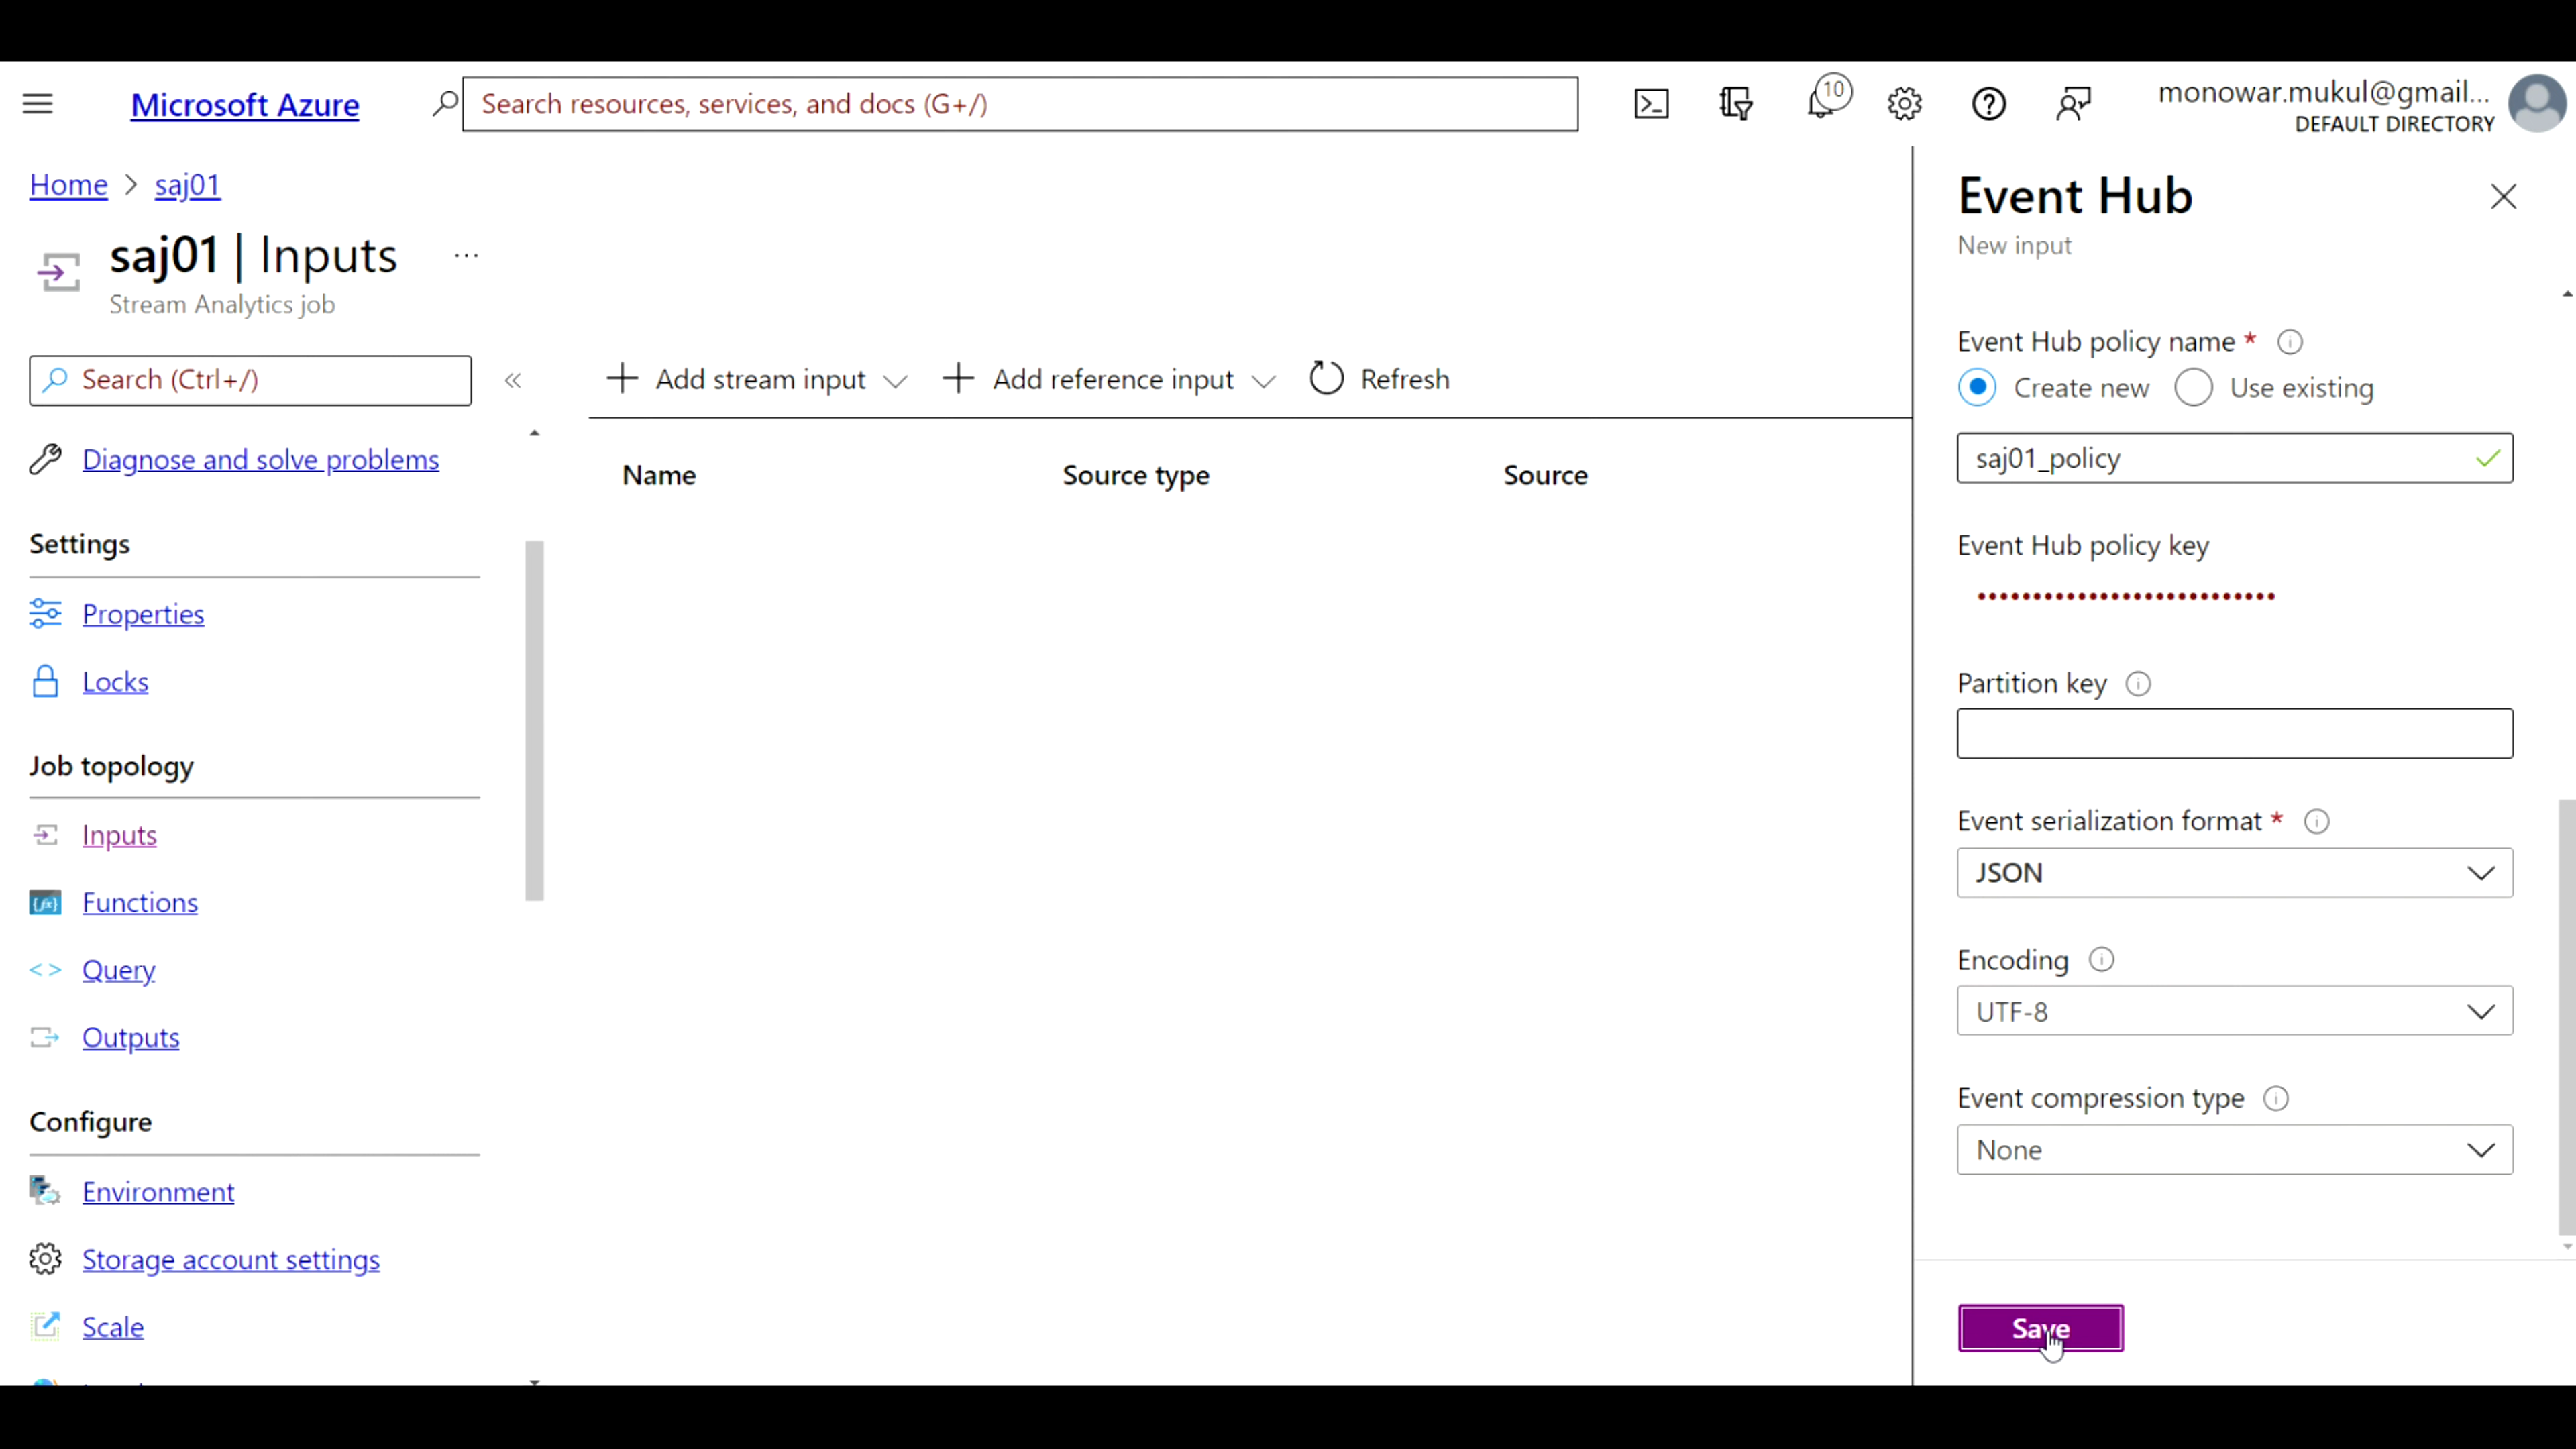 Microsoft Azure
Search resources, services, and docs (G+/)
10
monowar.mukul@gmail...
DEFAULT DIRECTORY
Home > saj01
saj01 | Inputs ...
Stream Analytics job
Search (Ctrl+/)
«
Diagnose and solve problems
Settings
Properties
Locks
Job topology
Inputs
Functions
Query
Outputs
Configure
Environment
Storage account settings
Scale
+ Add stream input
+ Add reference input
Refresh
Name
Source type
Source
Event Hub
New input
Event Hub policy name *
Create new
Use existing
saj01_policy
Event Hub policy key
•••••••••••••••••••••••••••
Partition key
Event serialization format *
JSON
Encoding
UTF-8
Event compression type
None
Save